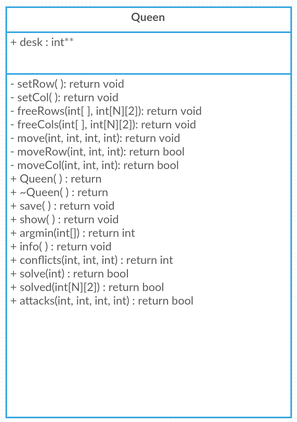 Queen
+ desk : int**
- setRow( ): return void
- setCol( ): return void
- freeRows(int[ ], int[N][2]): return void
- freeCols(int[ ], int[N][2]): return void
- move(int, int, int, int): return void
- moveRow(int, int, int): return bool
- moveCol(int, int, int): return bool
+ Queen( ) : return
+ ~Queen( ) : return
+ save( ) : return void
+ show( ) : return void
+ argmin(int[]) : return int
+ info( ) : return void
+ conflicts(int, int, int) : return int
+ solve(int) : return bool
+ solved(int[N][2]) : return bool
+ attacks(int, int, int, int) : return bool